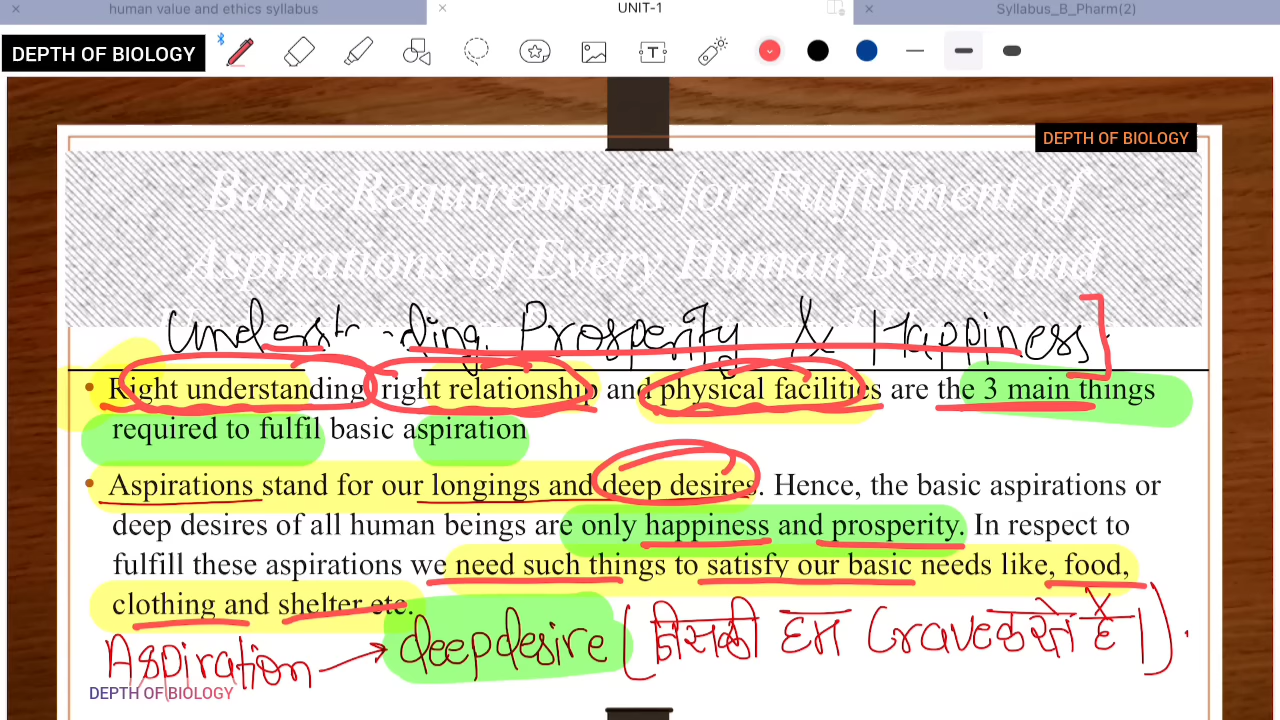 human value and ethics syllabus
UNIT-1
Syllabus_B_Pharm(2)
DEPTH OF BIOLOGY
T
DEPTH OF BIOLOGY
Basic Requirements for Fulfillment of
Aspirations of Every Human Being and
Understanding Prosperity & Happiness]
• Right understanding, right relationship and physical facilities are the 3 main things
required to fulfil basic aspiration
• Aspirations stand for our longings and deep desires. Hence, the basic aspirations or
deep desires of all human beings are only happiness and prosperity. In respect to
fulfill these aspirations we need such things to satisfy our basic needs like, food,
clothing and shelter etc.
Aspiration → deep desire (जिसकी हम Crave करते है|).
DEPTH OF BIOLOGY